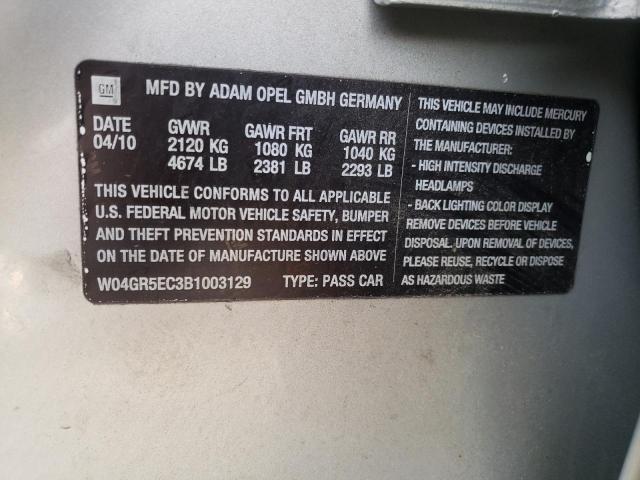 GM
MFD BY ADAM OPEL GMBH GERMANY
DATE GVWR GAWR FRT GAWR RR
04/10 2120 KG 1080 KG 1040 KG
4674 LB 2381 LB 2293 LB
THIS VEHICLE CONFORMS TO ALL APPLICABLE
U.S. FEDERAL MOTOR VEHICLE SAFETY, BUMPER
AND THEFT PREVENTION STANDARDS IN EFFECT
ON THE DATE OF MANUFACTURE SHOWN ABOVE
W04GR5EC3B1003129 TYPE: PASS CAR
THIS VEHICLE MAY INCLUDE MERCURY
CONTAINING DEVICES INSTALLED BY
THE MANUFACTURER:
- HIGH INTENSITY DISCHARGE
HEADLAMPS
- BACK LIGHTING COLOR DISPLAY
REMOVE DEVICES BEFORE VEHICLE
DISPOSAL, UPON REMOVAL OF DEVICES,
PLEASE REUSE, RECYCLE OR DISPOSE
AS HAZARDOUS WASTE